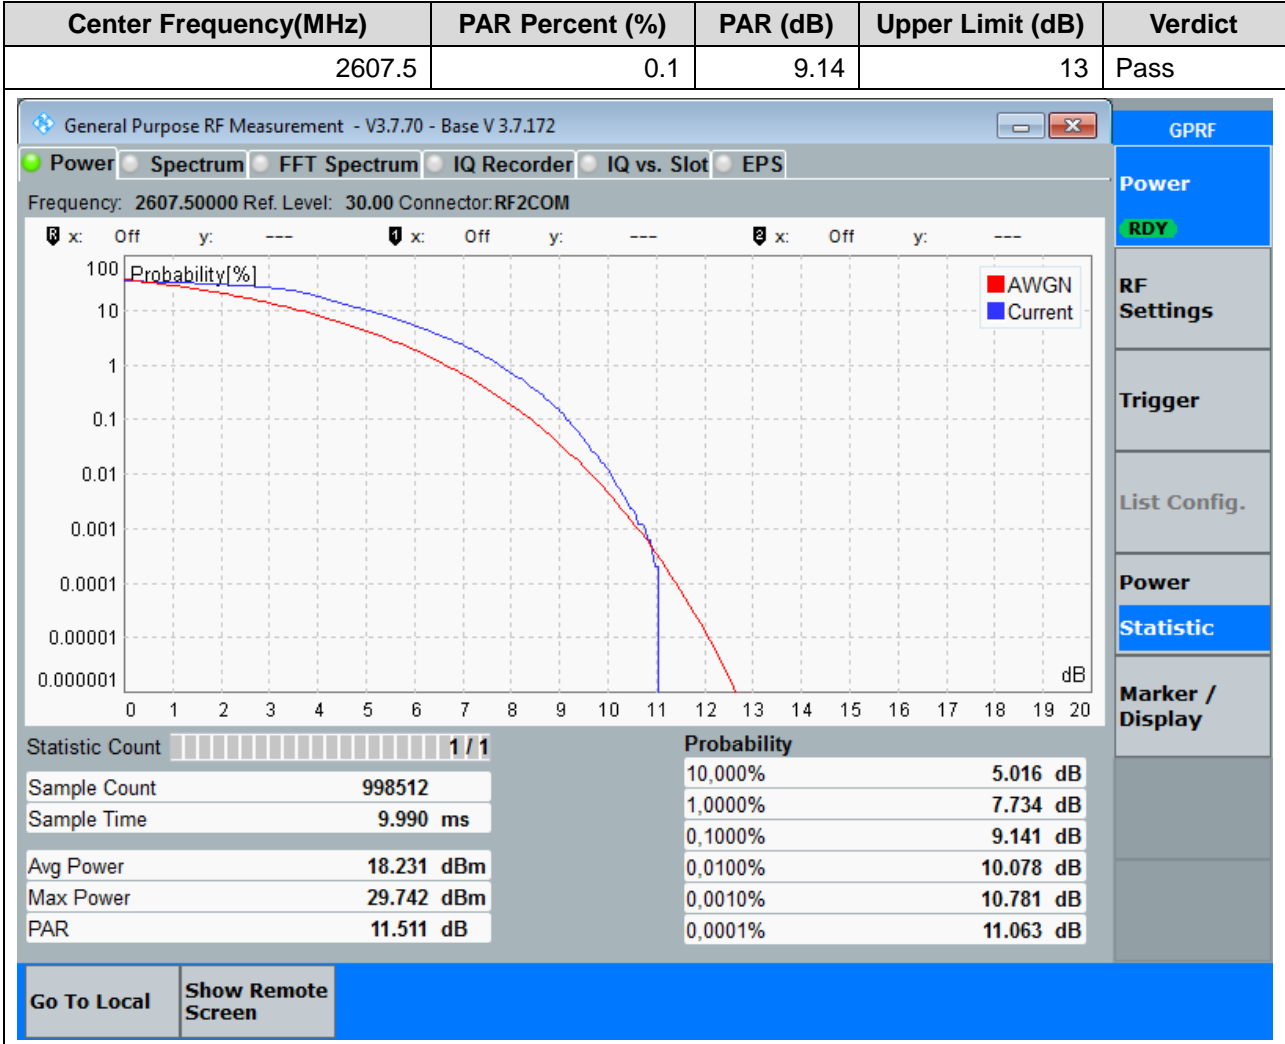 Center Frequency(MHz) PAR Percent (%) PAR (dB) Upper Limit (dB) Verdict
2607.5 0.1 9.14 13 Pass
General Purpose RF Measurement - V3.7.70 - Base V 3.7.172
GPRF
Power Spectrum FFT Spectrum IQ Recorder IQ vs. Slot EPS
Frequency: 2607.50000 Ref. Level: 30.00 Connector:RF2COM
R x: Off y: --- 1 x: Off y: --- 2 x: Off y: ---
Probability[%]
AWGN
Current
100
10
1
0.1
0.01
0.001
0.0001
0.00001
0.000001
dB
0 1 2 3 4 5 6 7 8 9 10 11 12 13 14 15 16 17 18 19 20
Statistic Count 1 / 1
Sample Count 998512
Sample Time 9.990 ms
Avg Power 18.231 dBm
Max Power 29.742 dBm
PAR 11.511 dB
Probability
10,000% 5.016 dB
1,0000% 7.734 dB
0,1000% 9.141 dB
0,0100% 10.078 dB
0,0010% 10.781 dB
0,0001% 11.063 dB
Power
RDY
RF
Settings
Trigger
List Config.
Power
Statistic
Marker /
Display
Go To Local
Show Remote
Screen